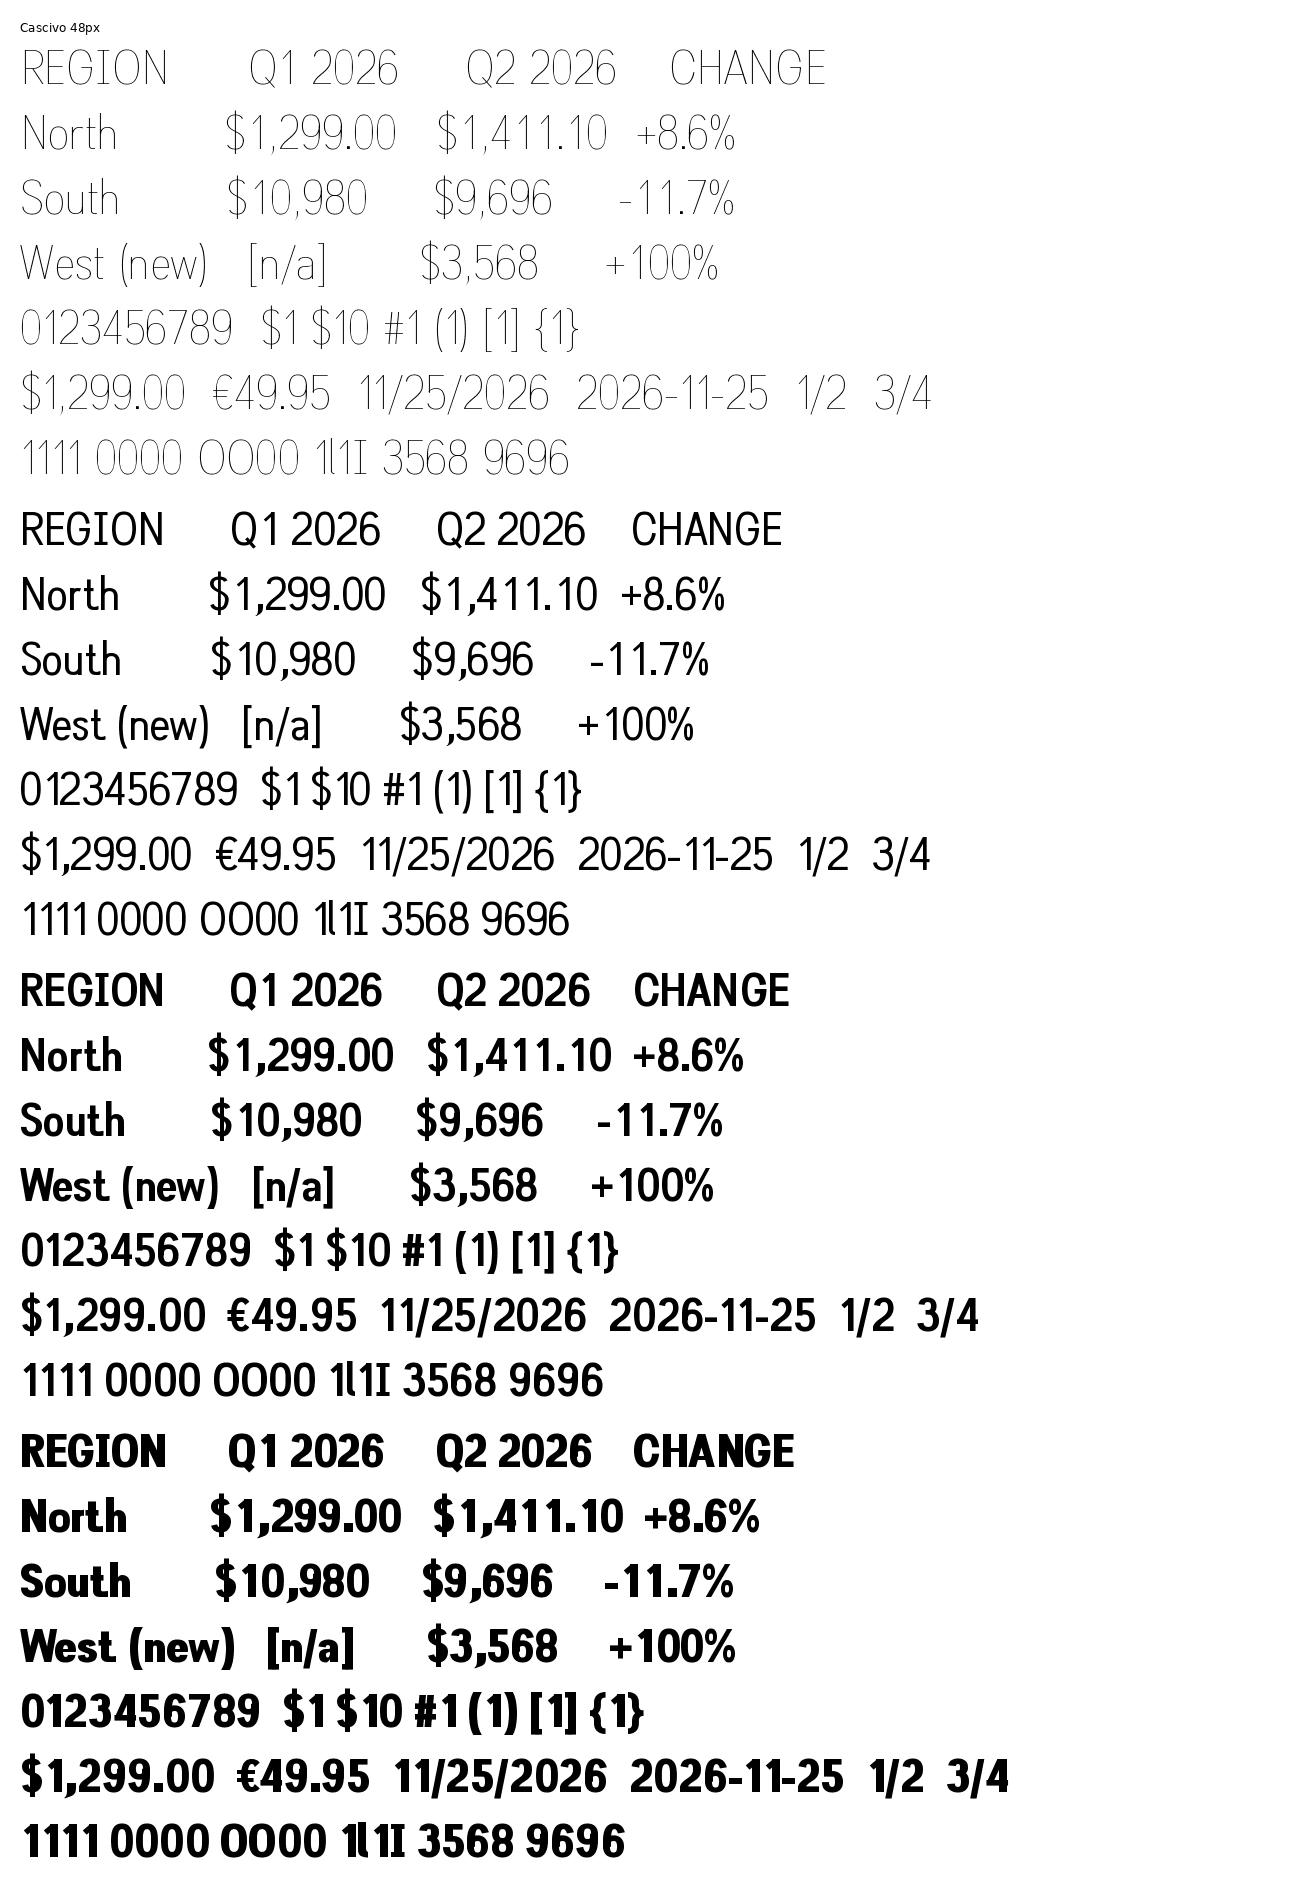 Cascivo 48px
REGION Q1 2026 Q2 2026 CHANGE
North $1,299.00 $1,411.10 +8.6%
South $10,980 $9,696 -11.7%
West (new) [n/a] $3,568 +100%
0123456789 $1 $10 #1 (1) [1] {1}
$1,299.00 €49.95 11/25/2026 2026-11-25 1/2 3/4
1111 0000 OO00 1l1I 3568 9696
REGION Q1 2026 Q2 2026 CHANGE
North $1,299.00 $1,411.10 +8.6%
South $10,980 $9,696 -11.7%
West (new) [n/a] $3,568 +100%
0123456789 $1 $10 #1 (1) [1] {1}
$1,299.00 €49.95 11/25/2026 2026-11-25 1/2 3/4
1111 0000 OO00 1l1I 3568 9696
REGION Q1 2026 Q2 2026 CHANGE
North $1,299.00 $1,411.10 +8.6%
South $10,980 $9,696 -11.7%
West (new) [n/a] $3,568 +100%
0123456789 $1 $10 #1 (1) [1] {1}
$1,299.00 €49.95 11/25/2026 2026-11-25 1/2 3/4
1111 0000 OO00 1l1I 3568 9696
REGION Q1 2026 Q2 2026 CHANGE
North $1,299.00 $1,411.10 +8.6%
South $10,980 $9,696 -11.7%
West (new) [n/a] $3,568 +100%
0123456789 $1 $10 #1 (1) [1] {1}
$1,299.00 €49.95 11/25/2026 2026-11-25 1/2 3/4
1111 0000 OO00 1l1I 3568 9696